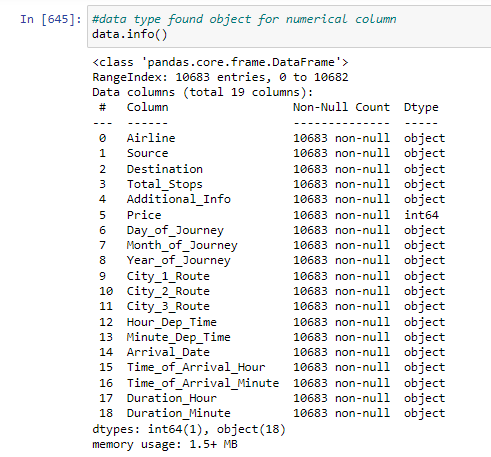 In [645]: #data type found object for numerical column
data.info()
<class 'pandas.core.frame.DataFrame'>
RangeIndex: 10683 entries, 0 to 10682
Data columns (total 19 columns):
 #   Column                  Non-Null Count  Dtype
---  ------                  --------------  -----
 0   Airline                 10683 non-null  object
 1   Source                  10683 non-null  object
 2   Destination             10683 non-null  object
 3   Total_Stops             10683 non-null  object
 4   Additional_Info         10683 non-null  object
 5   Price                   10683 non-null  int64
 6   Day_of_Journey          10683 non-null  object
 7   Month_of_Journey        10683 non-null  object
 8   Year_of_Journey         10683 non-null  object
 9   City_1_Route            10683 non-null  object
 10  City_2_Route            10683 non-null  object
 11  City_3_Route            10683 non-null  object
 12  Hour_Dep_Time           10683 non-null  object
 13  Minute_Dep_Time         10683 non-null  object
 14  Arrival_Date            10683 non-null  object
 15  Time_of_Arrival_Hour    10683 non-null  object
 16  Time_of_Arrival_Minute  10683 non-null  object
 17  Duration_Hour           10683 non-null  object
 18  Duration_Minute         10683 non-null  object
dtypes: int64(1), object(18)
memory usage: 1.5+ MB